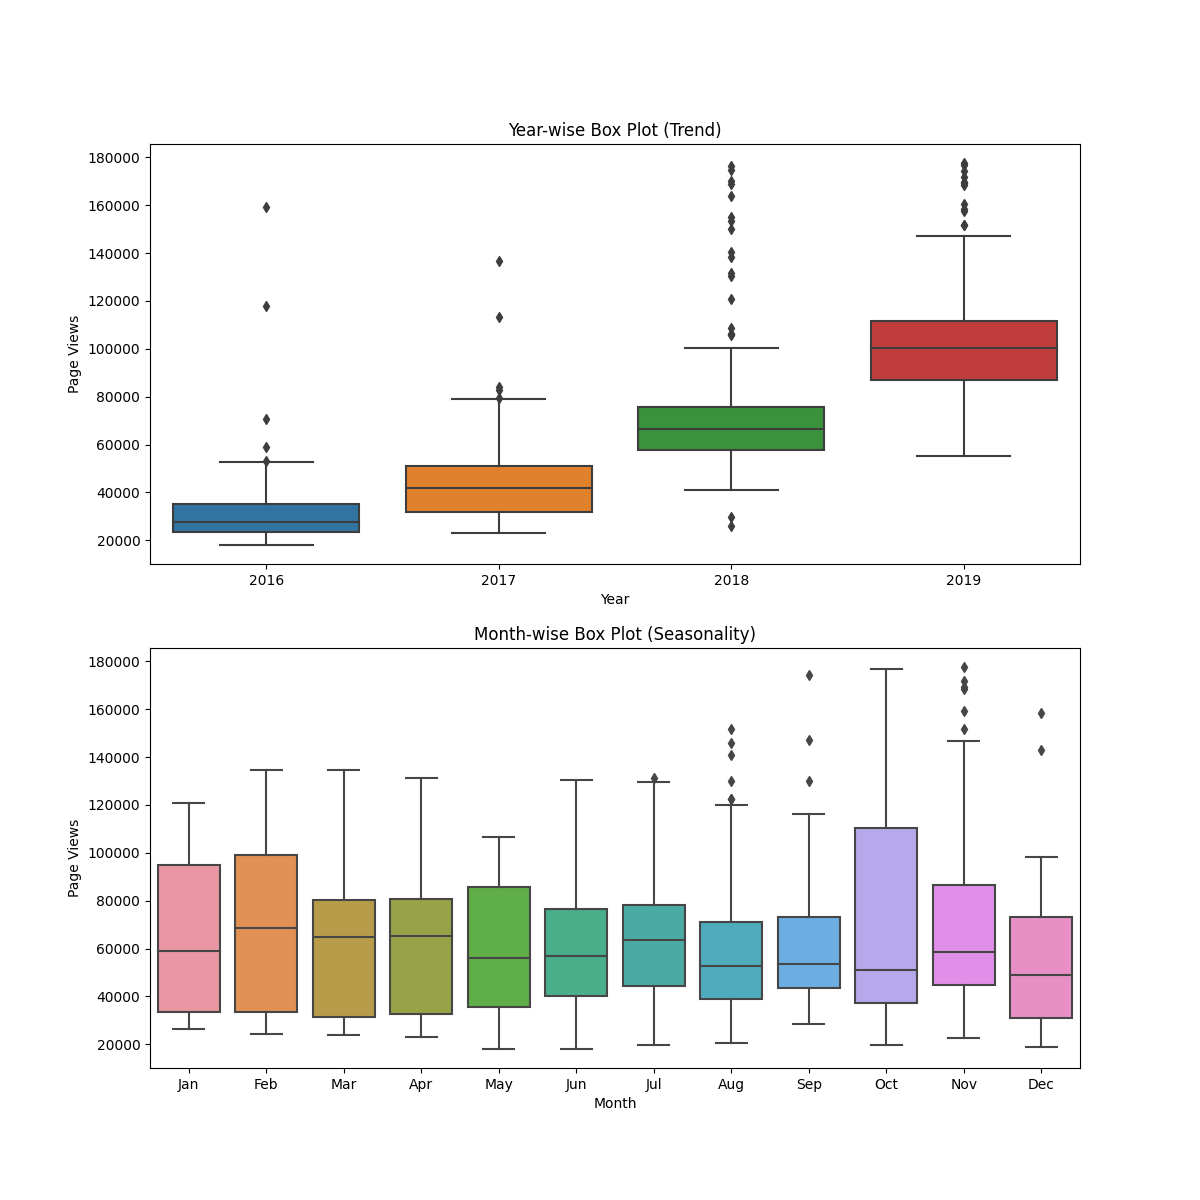 Year-wise Box Plot (Trend)
180000
160000
140000
120000
100000
80000
60000
40000
20000
Page Views
2016 2017 2018 2019
Year
Month-wise Box Plot (Seasonality)
180000
160000
140000
120000
100000
80000
60000
40000
20000
Page Views
Jan Feb Mar Apr May Jun Jul Aug Sep Oct Nov Dec
Month